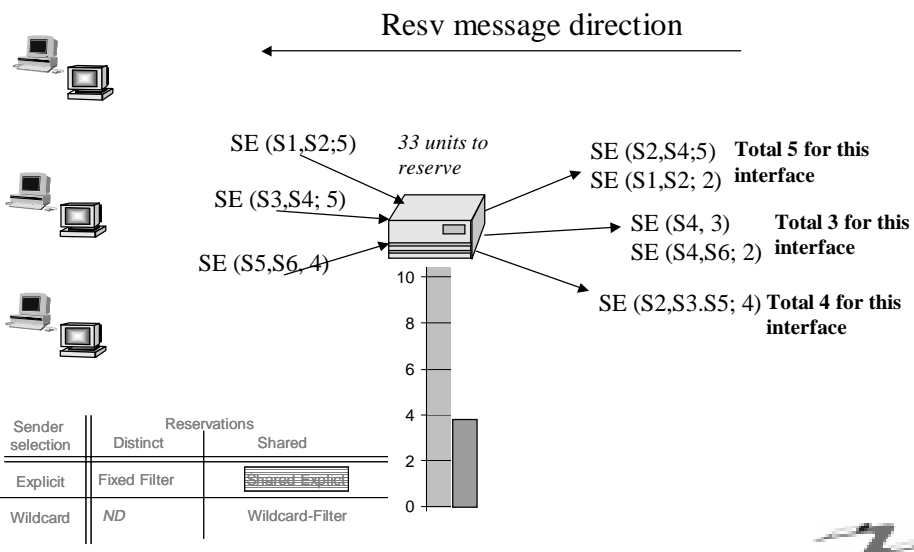 Resv message direction
SE (S1,S2;5)
33 units to
reserve
SE (S2,S4;5)
Total 5 for this
interface
SE (S1,S2; 2)
SE (S3,S4; 5)
SE (S4, 3)
Total 3 for this
interface
SE (S4,S6; 2)
SE (S5,S6, 4)
SE (S2,S3.S5; 4)
Total 4 for this
interface
10
8
6
4
2
0
Sender
selection
Reservations
Distinct
Shared
Explicit
Fixed Filter
Shared Explict
Wildcard
ND
Wildcard-Filter